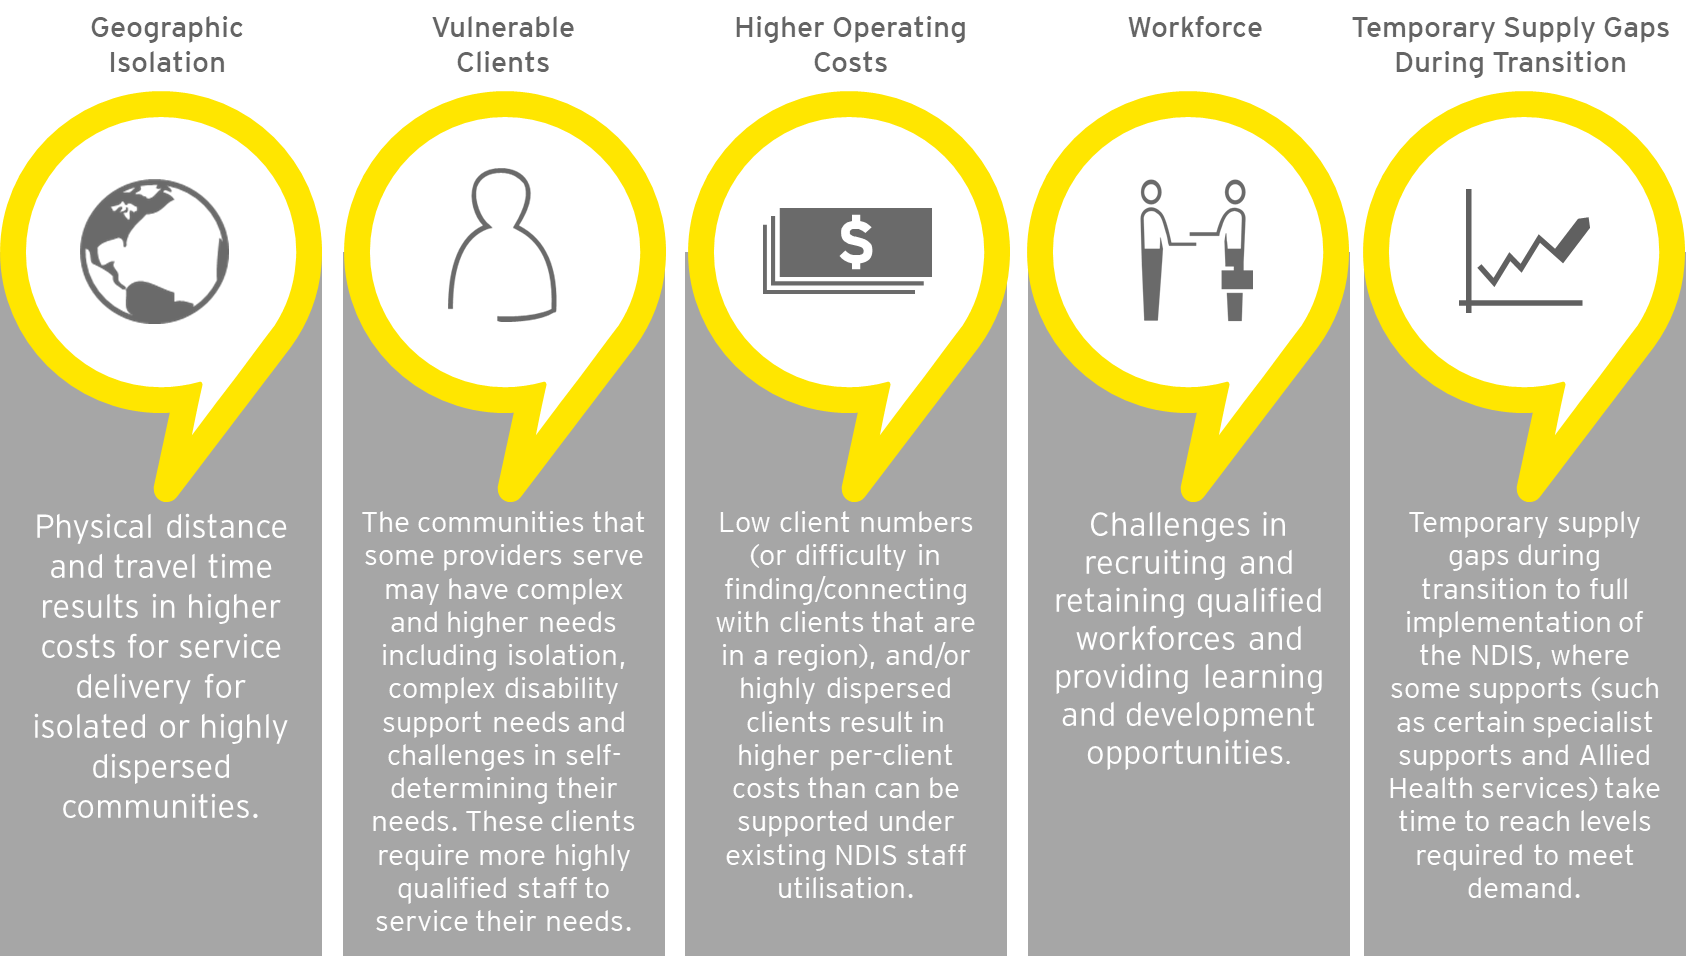 Geographic
Isolation
Physical distance
and travel time
results in higher
costs for service
delivery for
isolated or highly
dispersed
communities.
Vulnerable
Clients
The communities that
some providers serve
may have complex
and higher needs
including isolation,
complex disability
support needs and
challenges in self-
determining their
needs. These clients
require more highly
qualified staff to
service their needs.
Higher Operating
Costs
$
Low client numbers
(or difficulty in
finding/connecting
with clients that are
in a region), and/or
highly dispersed
clients result in
higher per-client
costs than can be
supported under
existing NDIS staff
utilisation.
Workforce
Challenges in
recruiting and
retaining qualified
workforces and
providing learning
and development
opportunities.
Temporary Supply Gaps
During Transition
Temporary supply
gaps during
transition to full
implementation of
the NDIS, where
some supports (such
as certain specialist
supports and Allied
Health services) take
time to reach levels
required to meet
demand.